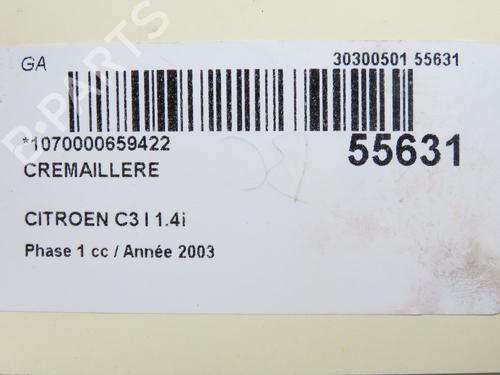 GA
30300501 55631
*1070000659422
55631
CREMAILLERE
CITROEN C3 I 1.4i
Phase 1 cc / Année 2003
B-PARTS